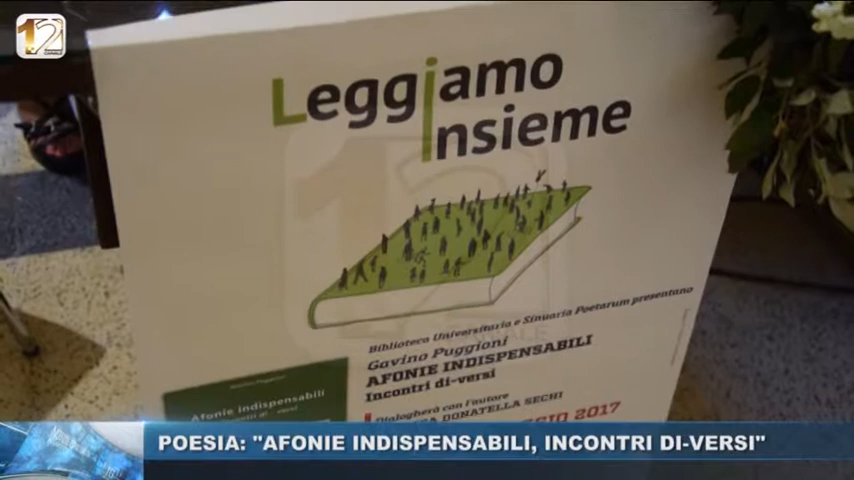 12
Leggiamo
Insieme
Biblioteca Universitaria e Sinuaria Poetarum presentano
Gavino Puggioni
AFONIE INDISPENSABILI
Incontri di-versi
Afonie indispensabili
Dialogherà con l'autore
DONATELLA SECHI
2017
POESIA: "AFONIE INDISPENSABILI, INCONTRI DI-VERSI"